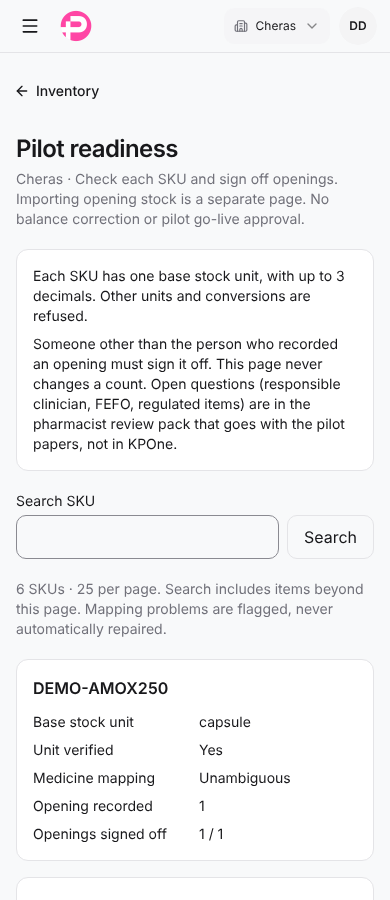 Cheras
DD
Inventory
Pilot readiness
Cheras · Check each SKU and sign off openings.
Importing opening stock is a separate page. No
balance correction or pilot go-live approval.
Each SKU has one base stock unit, with up to 3
decimals. Other units and conversions are
refused.
Someone other than the person who recorded
an opening must sign it off. This page never
changes a count. Open questions (responsible
clinician, FEFO, regulated items) are in the
pharmacist review pack that goes with the pilot
papers, not in KPOne.
Search SKU
Search
6 SKUs · 25 per page. Search includes items beyond
this page. Mapping problems are flagged, never
automatically repaired.
DEMO-AMOX250
Base stock unit capsule
Unit verified Yes
Medicine mapping Unambiguous
Opening recorded 1
Openings signed off 1 / 1